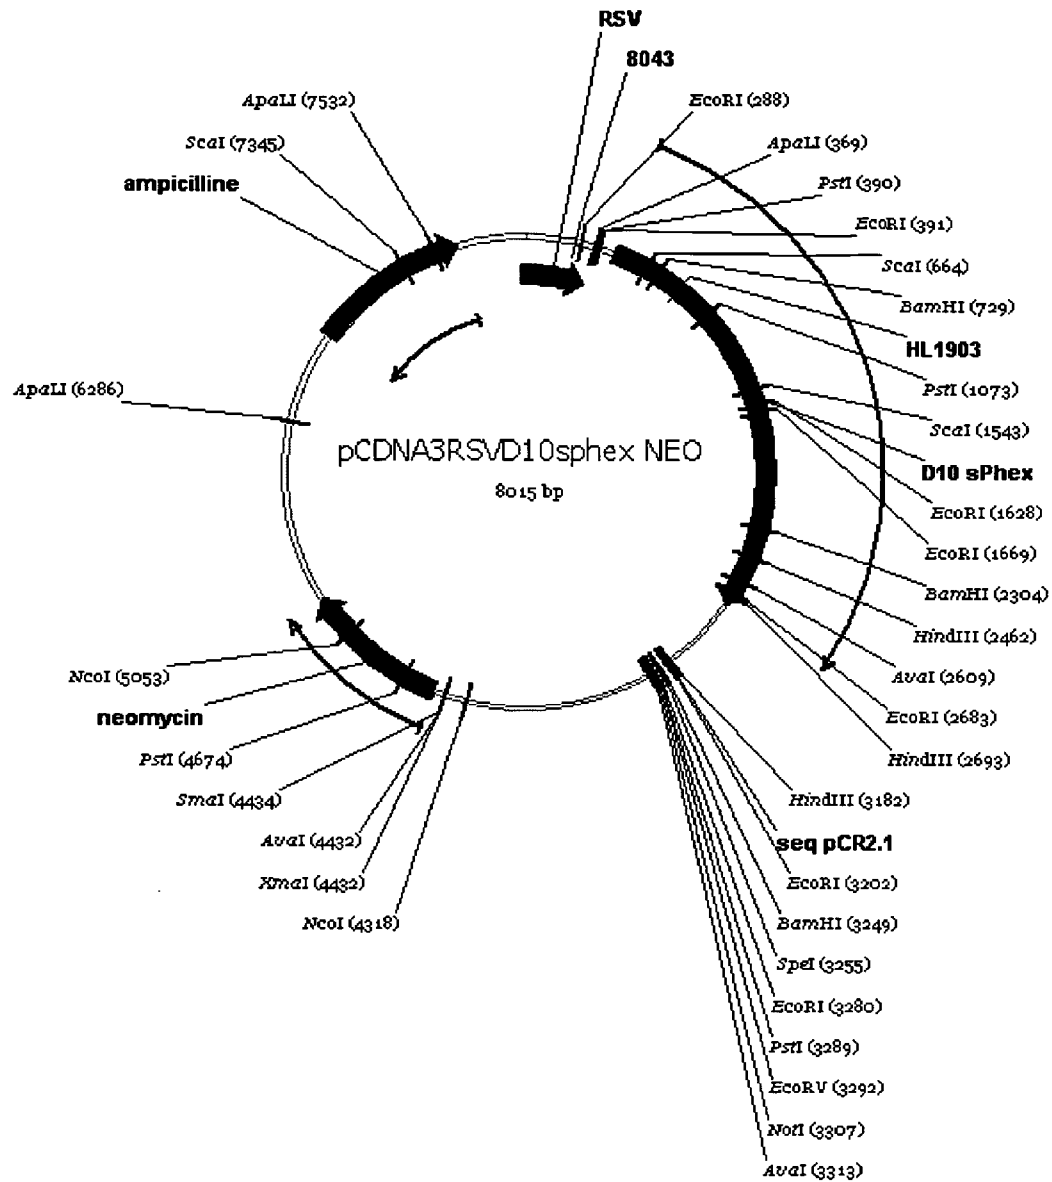 RSV
8043
EcoRI (288)
ApaLI (369)
PstI (390)
EcoRI (391)
ScaI (664)
BamHI (729)
HL1903
PstI (1073)
ScaI (1543)
D10 sPhex
EcoRI (1628)
EcoRI (1669)
BamHI (2304)
HindIII (2462)
AvaI (2609)
EcoRI (2683)
HindIII (2693)
HindIII (3182)
seq pCR2.1
EcoRI (3202)
BamHI (3249)
SpeI (3255)
EcoRI (3280)
PstI (3289)
EcoRV (3292)
NotI (3307)
AvaI (3313)
NcoI (4318)
XmaI (4432)
AvaI (4432)
SmaI (4434)
PstI (4674)
neomycin
NcoI (5053)
ApaLI (6286)
ampicilline
ScaI (7345)
ApaLI (7532)
pCDNA3RSVD10sphex NEO
8015 bp